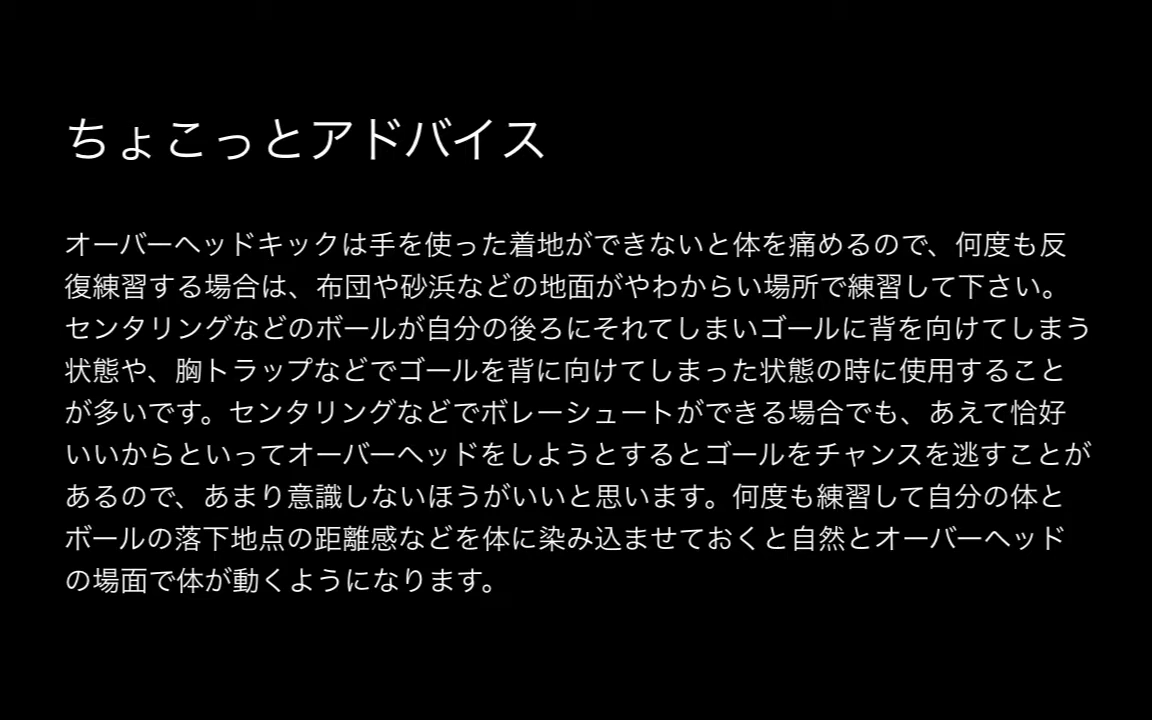 ちょこっとアドバイス
オーバーヘッドキックは手を使った着地ができないと体を痛めるので、何度も反
復練習する場合は、布団や砂浜などの地面がやわからい場所で練習して下さい。
センタリングなどのボールが自分の後ろにそれてしまいゴールに背を向けてしまう
状態や、胸トラップなどでゴールを背に向けてしまった状態の時に使用すること
が多いです。センタリングなどでボレーシュートができる場合でも、あえて恰好
いいからといってオーバーヘッドをしようとするとゴールをチャンスを逃すことが
あるので、あまり意識しないほうがいいと思います。何度も練習して自分の体と
ボールの落下地点の距離感などを体に染み込ませておくと自然とオーバーヘッド
の場面で体が動くようになります。